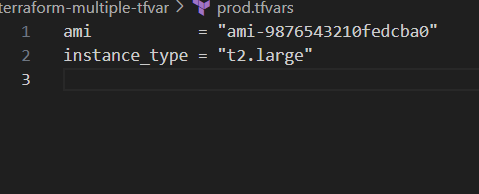 terraform-multiple-tfvar > prod.tfvars
1 ami = "ami-9876543210fedcba0"
2 instance_type = "t2.large"
3